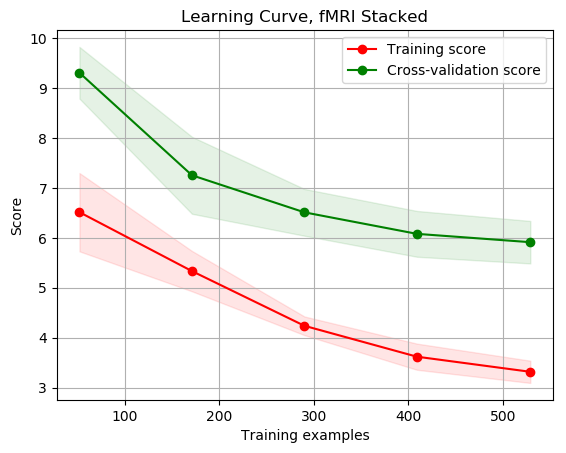 Learning Curve, fMRI Stacked
Training score
Cross-validation score
10
9
8
7
6
5
4
3
Score
100 200 300 400 500
Training examples